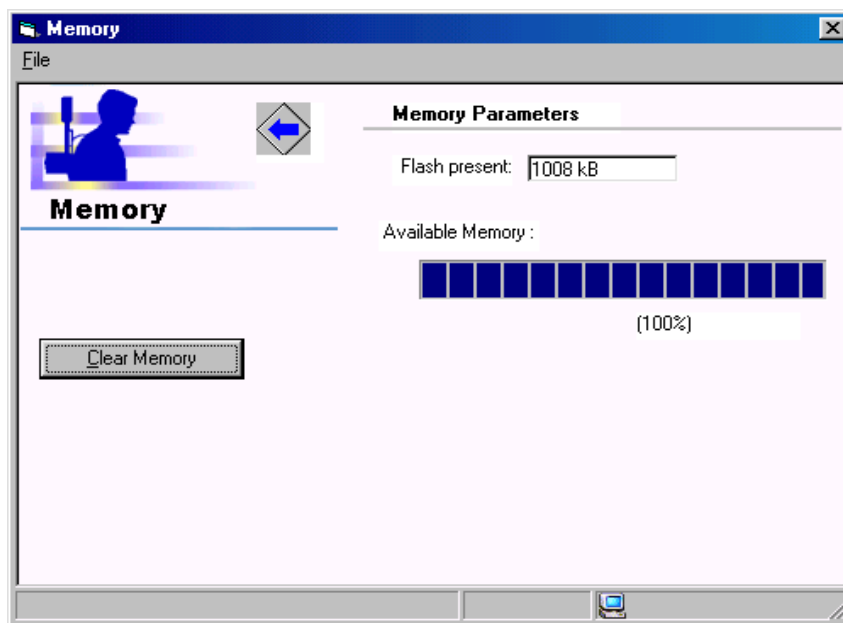 Memory
File
Memory
Clear Memory
Memory Parameters
Flash present: 1008 kB
Available Memory :
(100%)